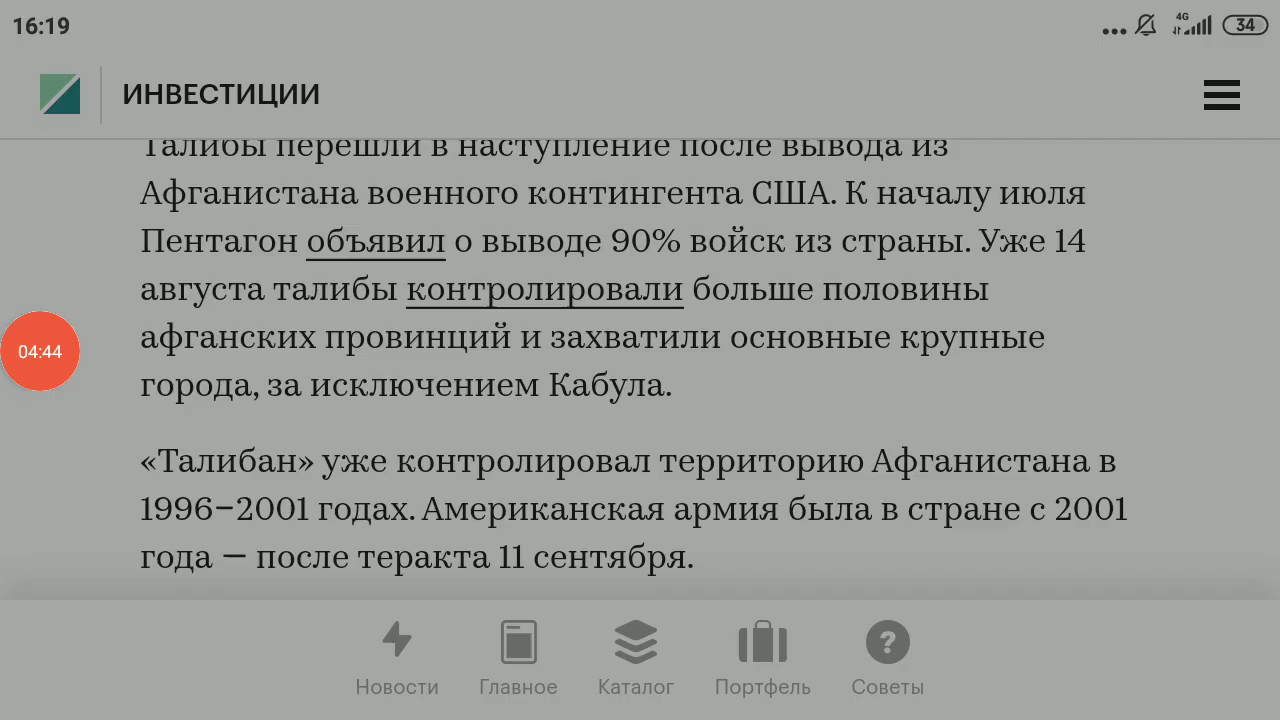 16:19
4G
34
ИНВЕСТИЦИИ
Талибы перешли в наступление после вывода из
Афганистана военного контингента США. К началу июля
Пентагон объявил о выводе 90% войск из страны. Уже 14
августа талибы контролировали больше половины
афганских провинций и захватили основные крупные
города, за исключением Кабула.
04:44
«Талибан» уже контролировал территорию Афганистана в
1996–2001 годах. Американская армия была в стране с 2001
года — после теракта 11 сентября.
Новости
Главное
Каталог
Портфель
Советы